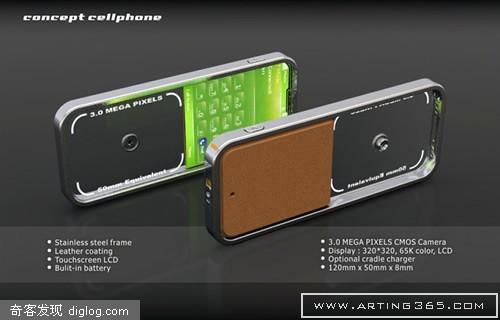 concept cellphone
3.0 MEGA PIXELS
50mm Equivalent
50mm Equivalent
Stainless steel frame
Leather coating
Touchscreen LCD
Bulit-in battery
3.0 MEGA PIXELS CMOS Camera
Display : 320*320, 65K color, LCD
Optional cradle charger
120mm x 50mm x 8mm
奇客发现 diglog.com
WWW.ARTING365.COM